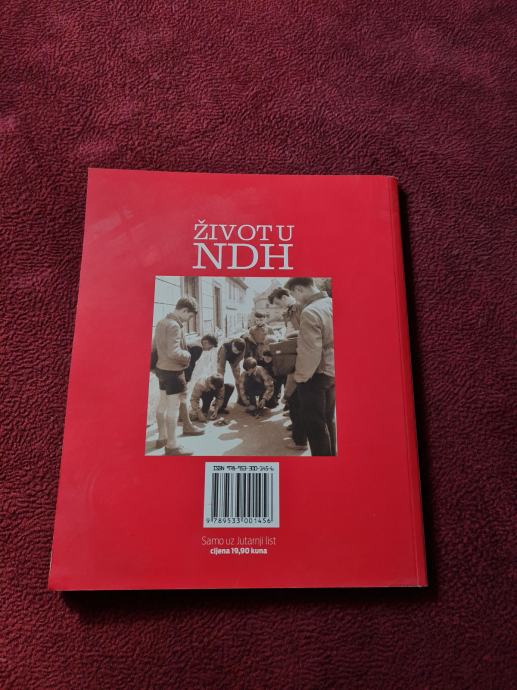 ŽIVOT U
NDH
ISBN 978-953-300-145-6
9 789533 001456
Samo uz Jutarnji list
cijena 19,90 kuna